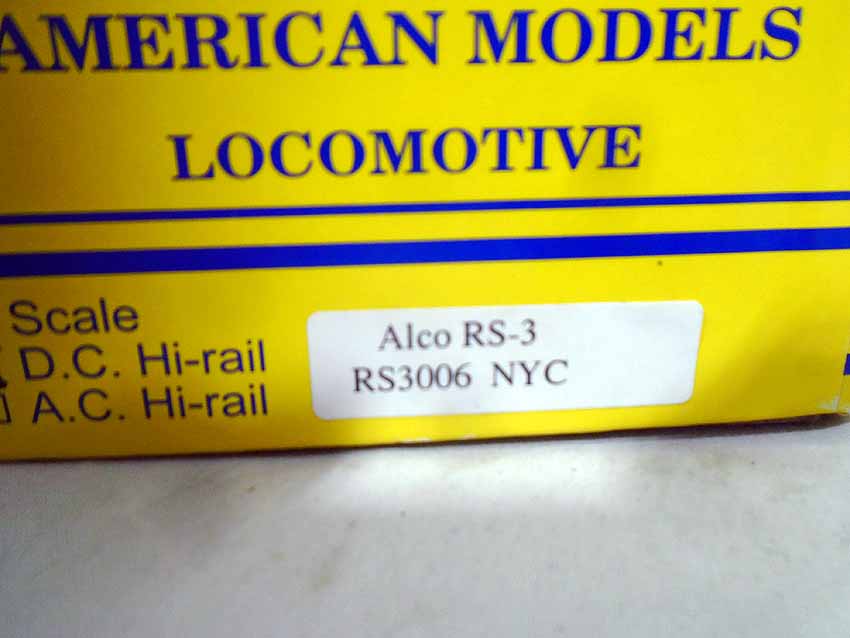 AMERICAN MODELS
LOCOMOTIVE
Scale
D.C. Hi-rail
A.C. Hi-rail
Alco RS-3
RS3006 NYC